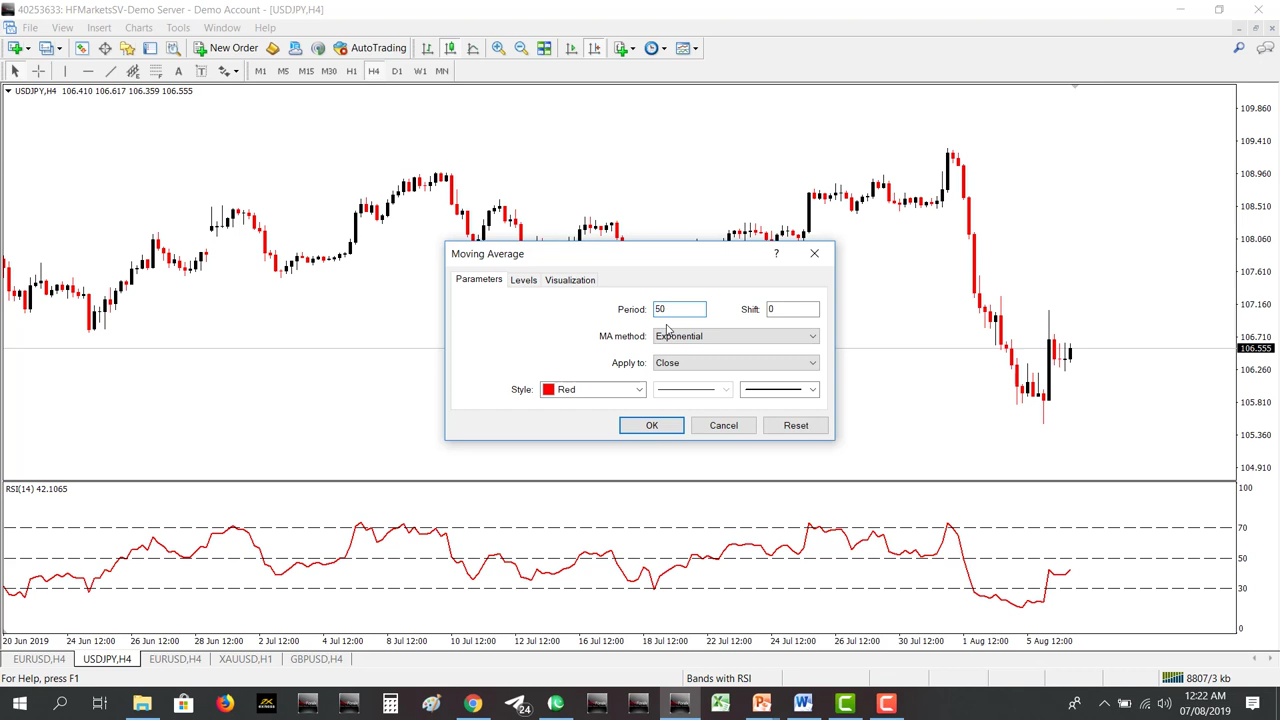 40253633: HFMarketsSV-Demo Server - Demo Account - [USDJPY,H4]
File View Insert Charts Tools Window Help
New Order AutoTrading
M1 M5 M15 M30 H1 H4 D1 W1 MN
USDJPY,H4 106.410 106.617 106.359 106.555
109.860
109.410
108.960
108.510
108.060
107.610
107.160
106.555
106.260
105.810
105.360
104.910
Moving Average
?
Parameters Levels Visualization
Period: 50 Shift: 0
MA method: Exponential
Apply to: Close
Style: Red
OK Cancel Reset
RSI(14) 42.1065
100
70
50
30
0
20 Jun 2019 24 Jun 12:00 26 Jun 12:00 28 Jun 12:00 2 Jul 12:00 4 Jul 12:00 8 Jul 12:00 10 Jul 12:00 12 Jul 12:00 16 Jul 12:00 18 Jul 12:00 22 Jul 12:00 24 Jul 12:00 26 Jul 12:00 30 Jul 12:00 1 Aug 12:00 5 Aug 12:00
EURUSD,H4 USDJPY,H4 EURUSD,H4 XAUUSD,H1 GBPUSD,H4
For Help, press F1 Bands with RSI 8807/3 kb
24
12:22 AM
07/08/2019